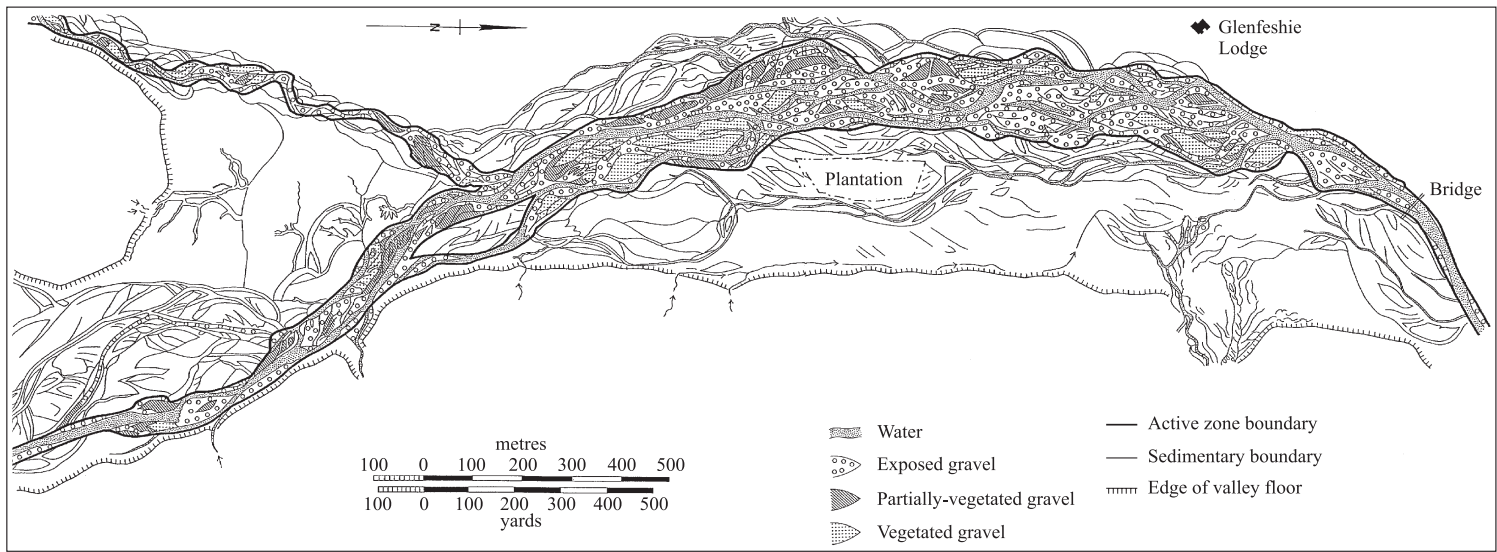 N
Glenfeshie
Lodge
Plantation
Bridge
metres
100 0 100 200 300 400 500
100 0 100 200 300 400 500
yards
Water
Exposed gravel
Partially-vegetated gravel
Vegetated gravel
Active zone boundary
Sedimentary boundary
Edge of valley floor